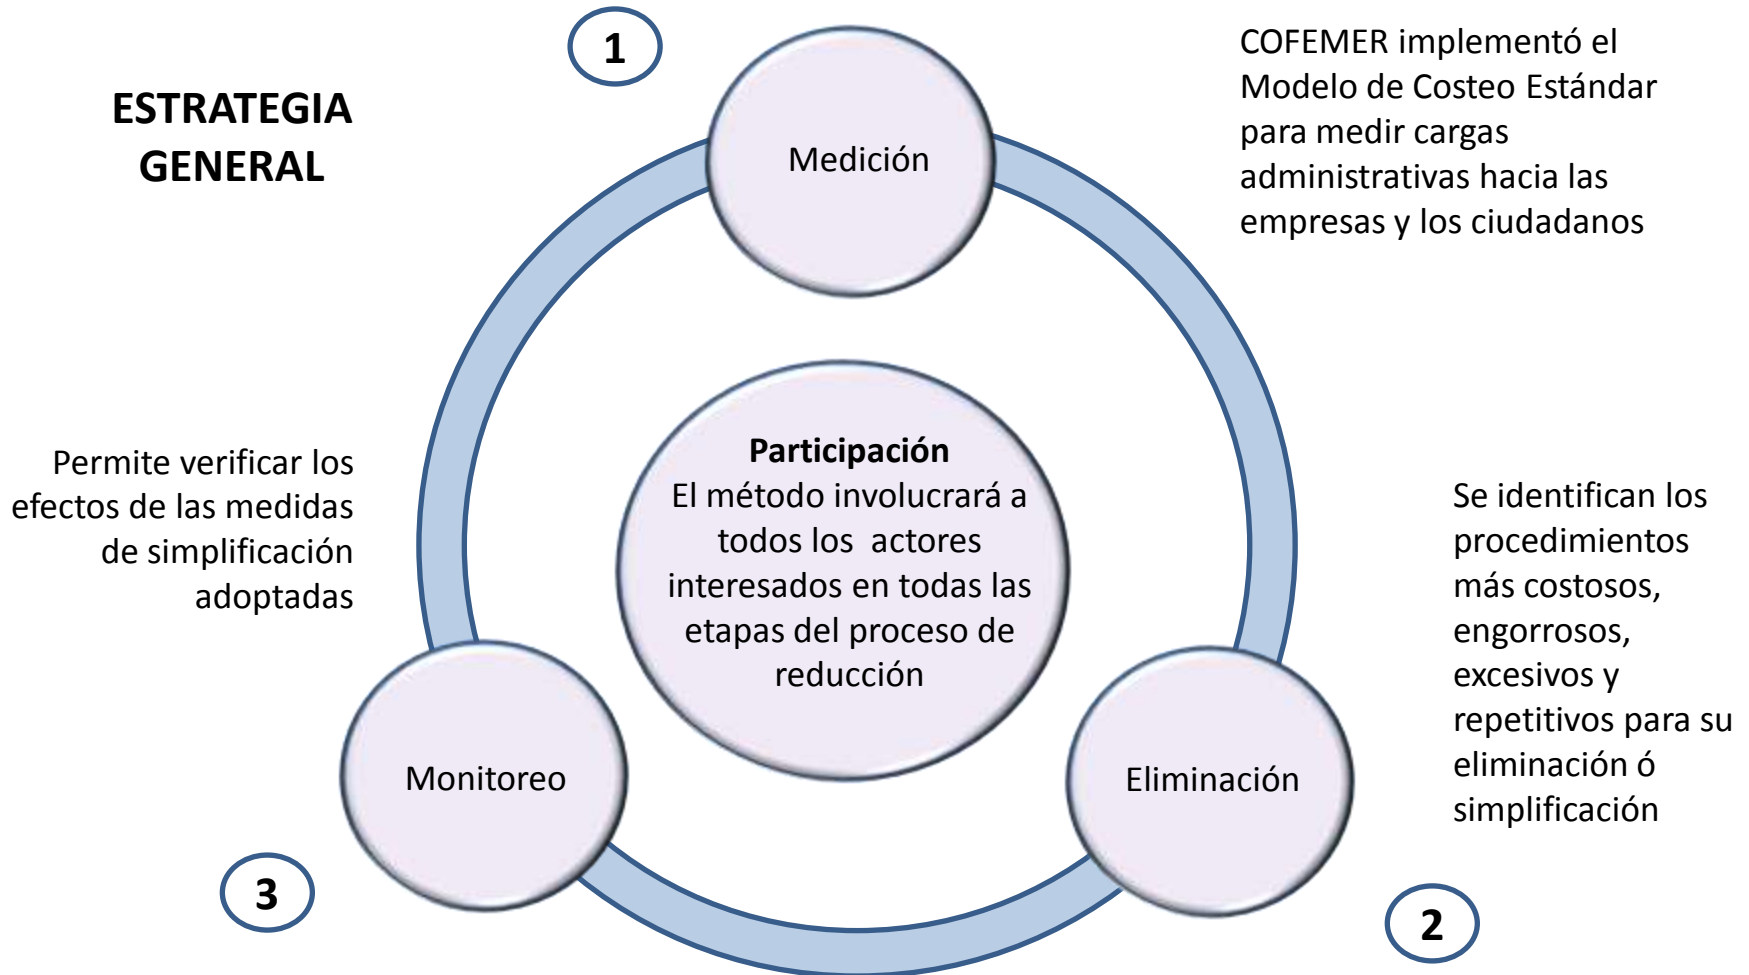 ESTRATEGIA
GENERAL
1
Medición
COFEMER implementó el
Modelo de Costeo Estándar
para medir cargas
administrativas hacia las
empresas y los ciudadanos
Participación
El método involucrará a
todos los actores
interesados en todas las
etapas del proceso de
reducción
Eliminación
2
Se identifican los
procedimientos
más costosos,
engorrosos,
excesivos y
repetitivos para su
eliminación ó
simplificación
Monitoreo
3
Permite verificar los
efectos de las medidas
de simplificación
adoptadas